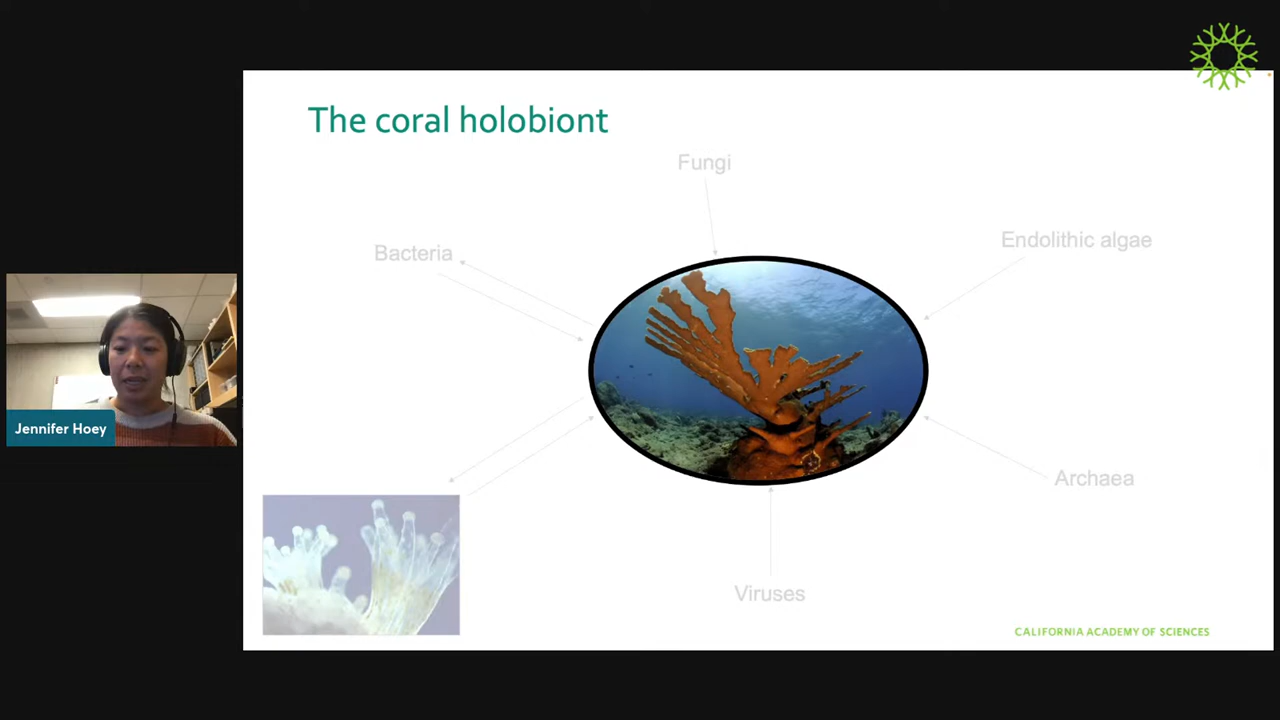 The coral holobiont
Fungi
Bacteria
Endolithic algae
Jennifer Hoey
Archaea
Viruses
CALIFORNIA ACADEMY OF SCIENCES